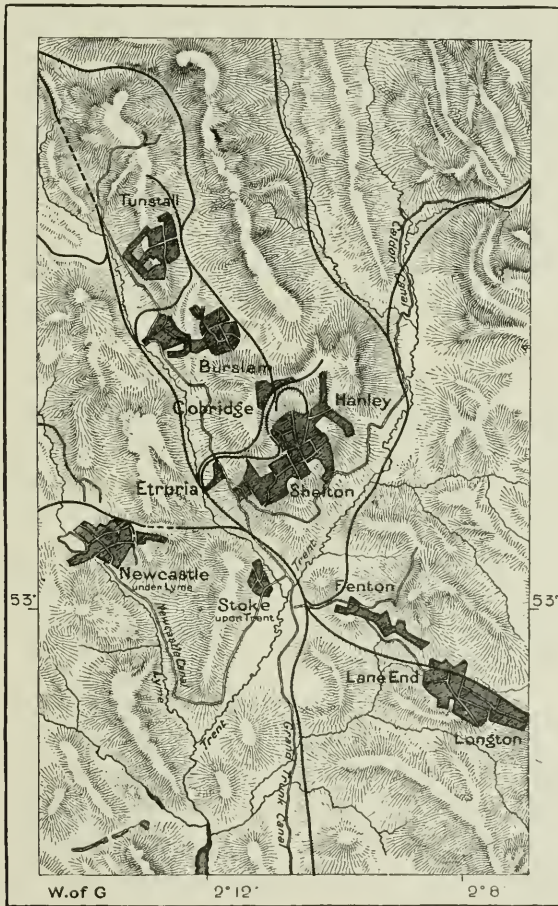 Tunstall
Caldon
Canal
Burslem
Cobridge
Hanley
Etruria
Shelton
Trent
Newcastle
under Lyme
Stoke
upon Trent
Fenton
53°
53°
Newcastle Canal
Lyme
Trent
Lane End
Longton
Grand Trunk Canal
W. of G
2°12'
2°8'